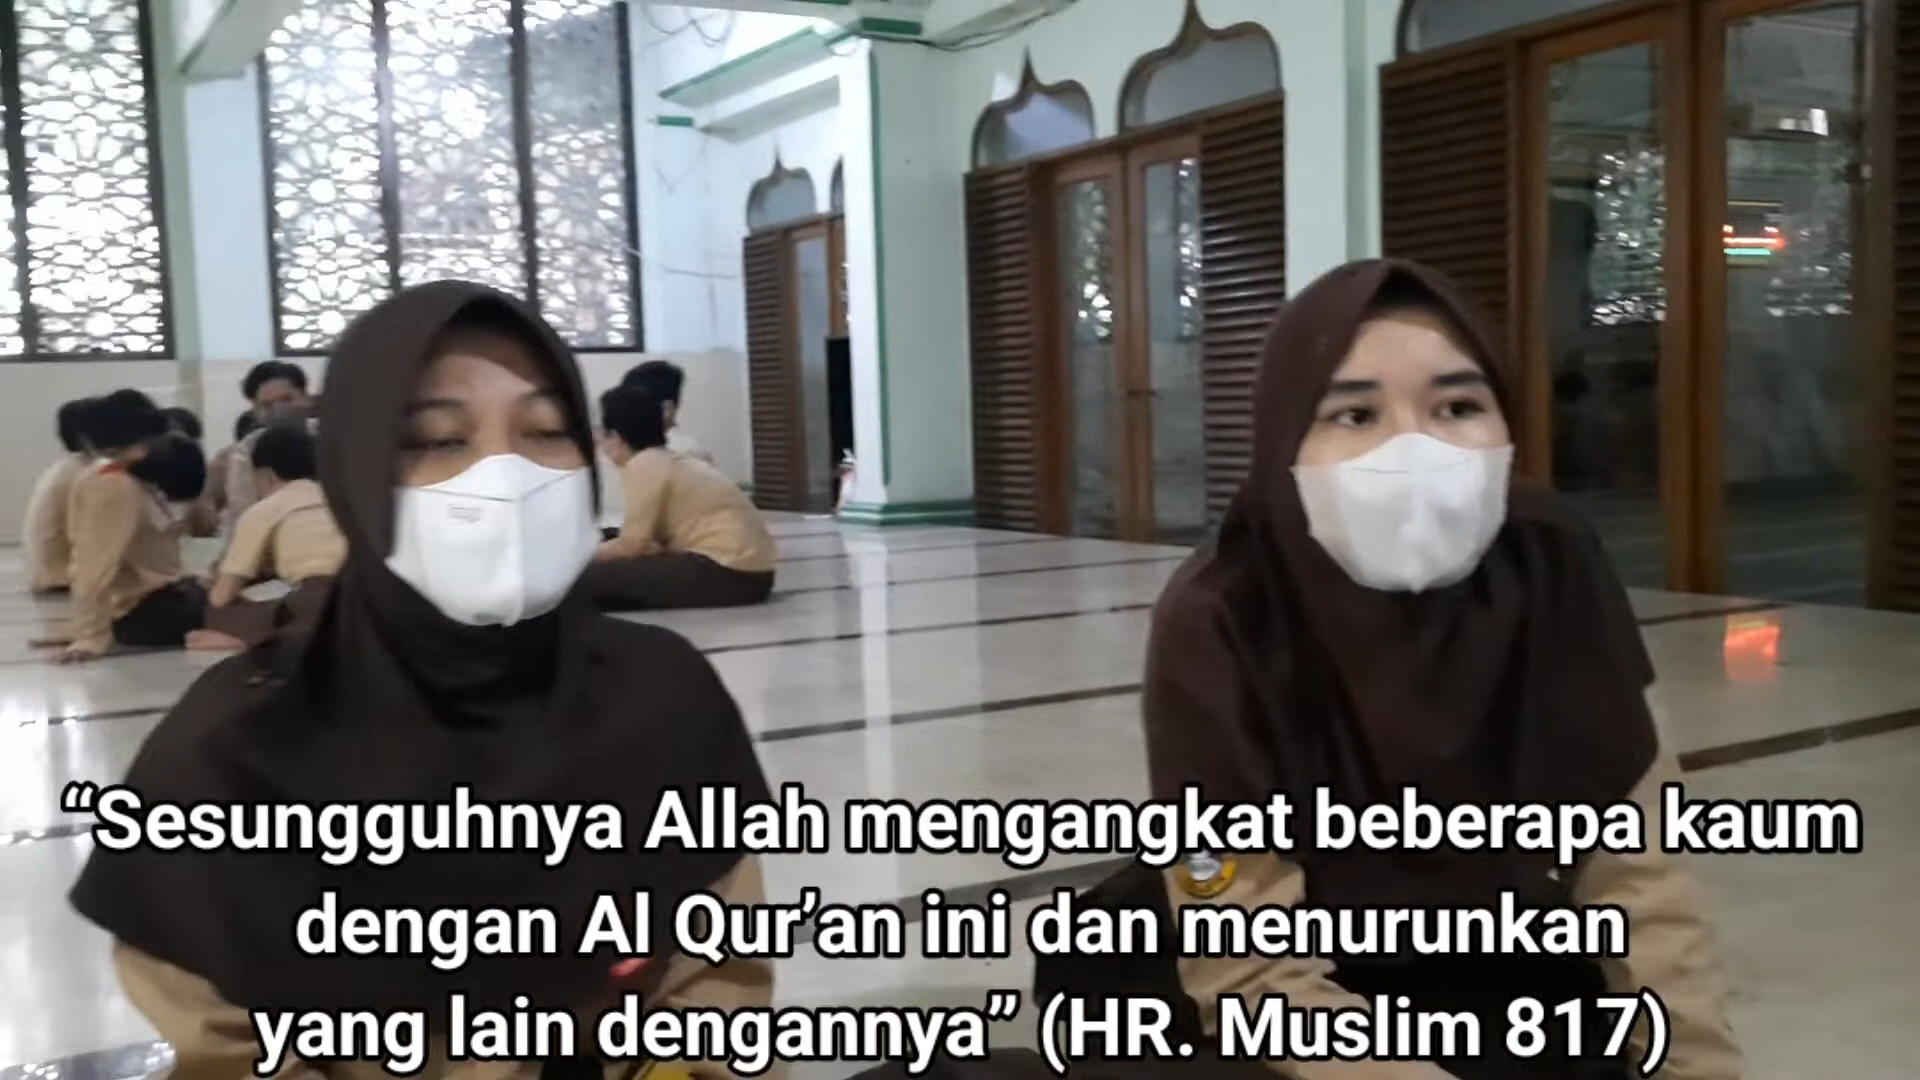 “Sesungguhnya Allah mengangkat beberapa kaum
dengan Al Qur’an ini dan menurunkan
yang lain dengannya” (HR. Muslim 817)